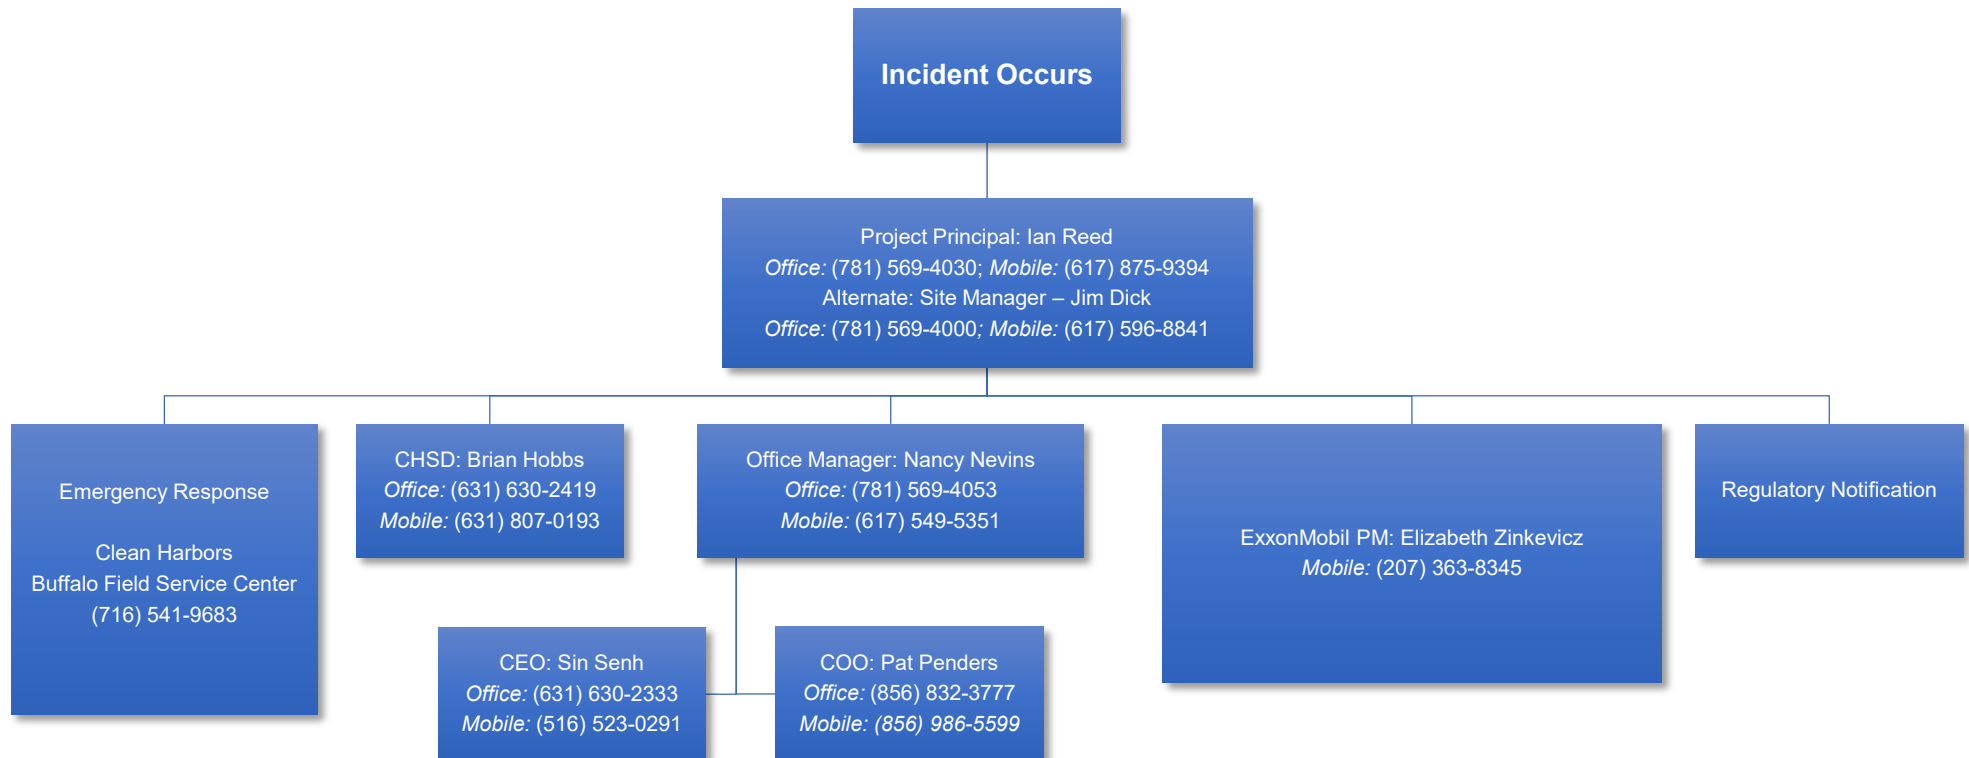 Incident Occurs
Project Principal: Ian Reed
Office: (781) 569-4030; Mobile: (617) 875-9394
Alternate: Site Manager – Jim Dick
Office: (781) 569-4000; Mobile: (617) 596-8841
Emergency Response
Clean Harbors
Buffalo Field Service Center
(716) 541-9683
CHSD: Brian Hobbs
Office: (631) 630-2419
Mobile: (631) 807-0193
Office Manager: Nancy Nevins
Office: (781) 569-4053
Mobile: (617) 549-5351
ExxonMobil PM: Elizabeth Zinkevicz
Mobile: (207) 363-8345
Regulatory Notification
CEO: Sin Senh
Office: (631) 630-2333
Mobile: (516) 523-0291
COO: Pat Penders
Office: (856) 832-3777
Mobile: (856) 986-5599